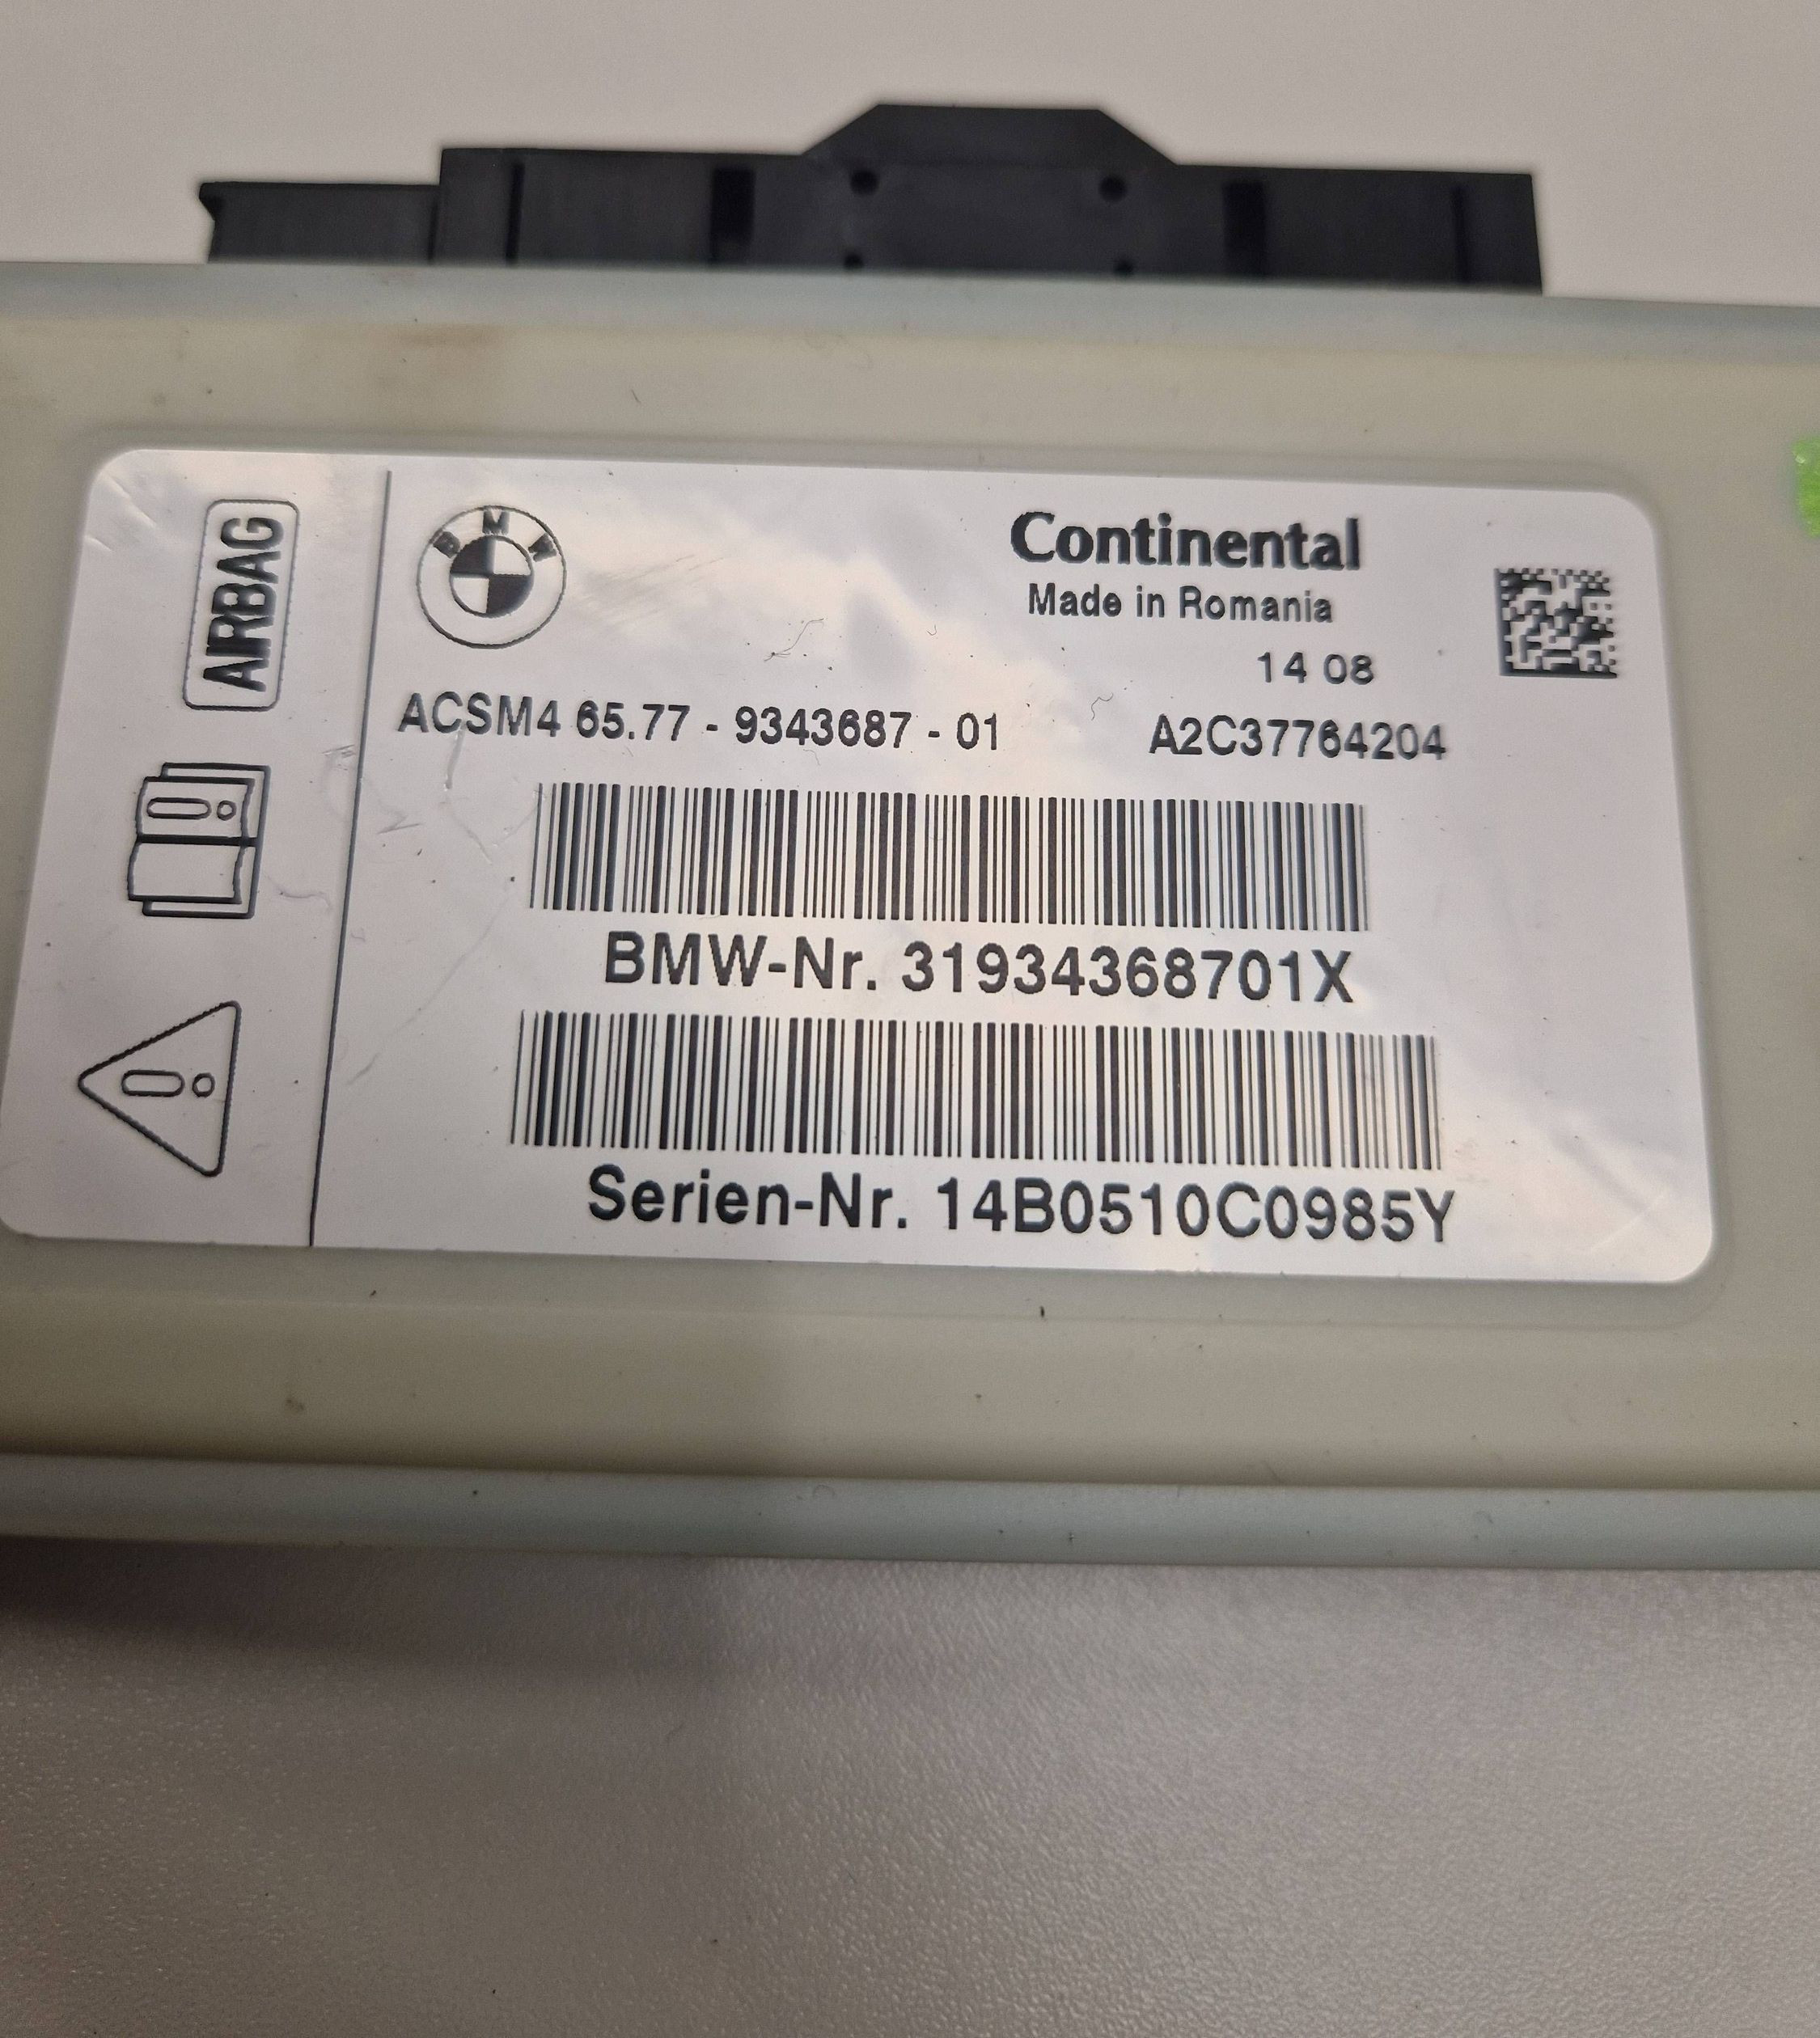 AIRBAG
BMW
Continental
Made in Romania
14 08
ACSM4 65.77 - 9343687 - 01 A2C37764204
BMW-Nr. 31934368701X
Serien-Nr. 14B0510C0985Y